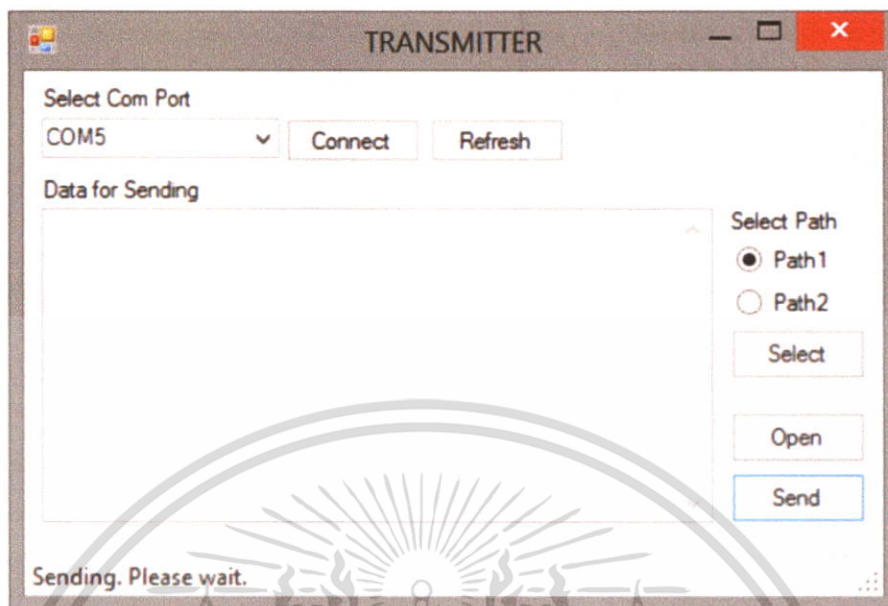 TRANSMITTER
Select Com Port
COM5
Connect
Refresh
Data for Sending
Select Path
Path1
Path2
Select
Open
Send
Sending. Please wait.